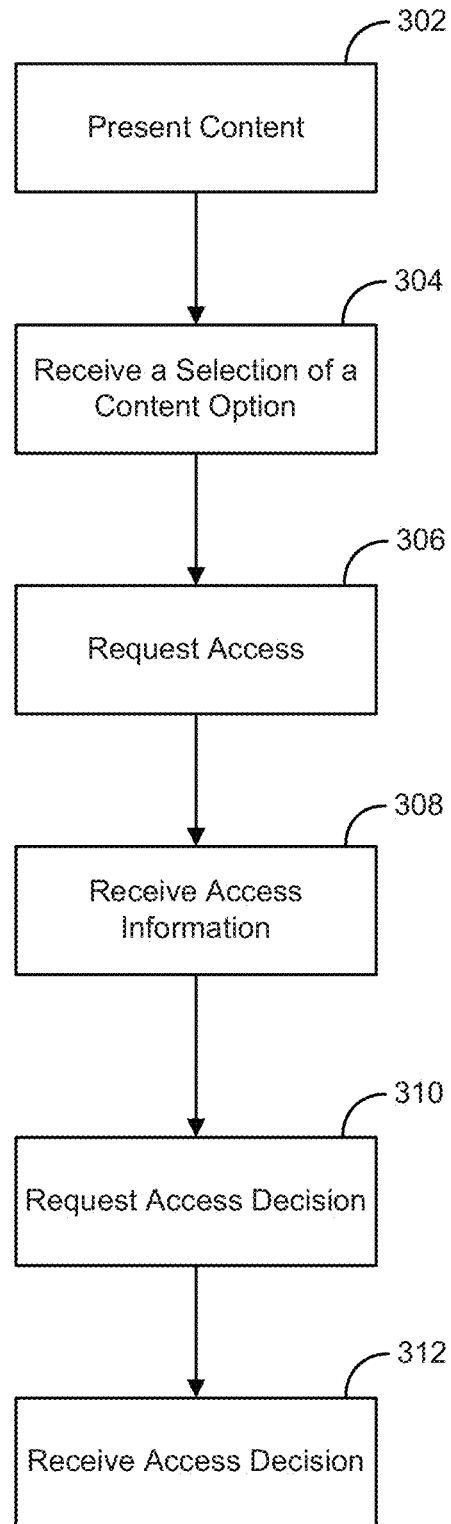 302
Present Content
304
Receive a Selection of a
Content Option
306
Request Access
308
Receive Access
Information
310
Request Access Decision
312
Receive Access Decision